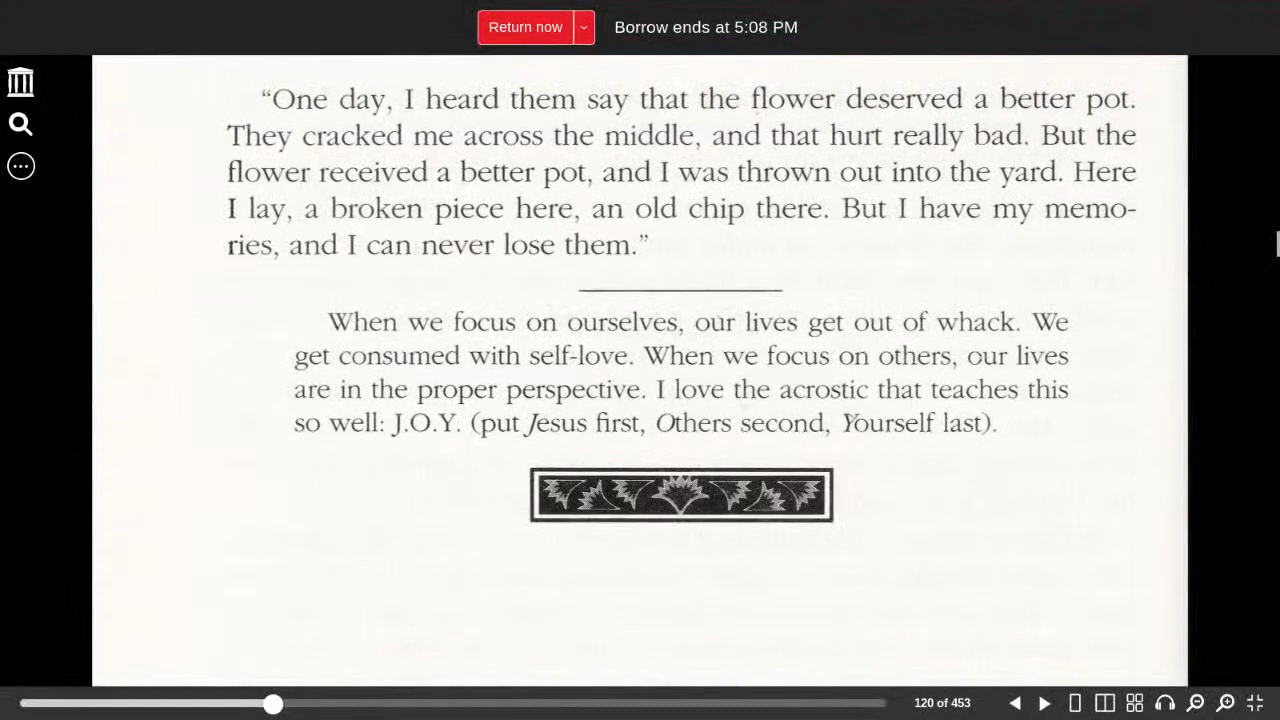 Return now
Borrow ends at 5:08 PM
“One day, I heard them say that the flower deserved a better pot.
They cracked me across the middle, and that hurt really bad. But the
flower received a better pot, and I was thrown out into the yard. Here
I lay, a broken piece here, an old chip there. But I have my memo-
ries, and I can never lose them.”
When we focus on ourselves, our lives get out of whack. We
get consumed with self-love. When we focus on others, our lives
are in the proper perspective. I love the acrostic that teaches this
so well: J.O.Y. (put Jesus first, Others second, Yourself last).
120 of 453